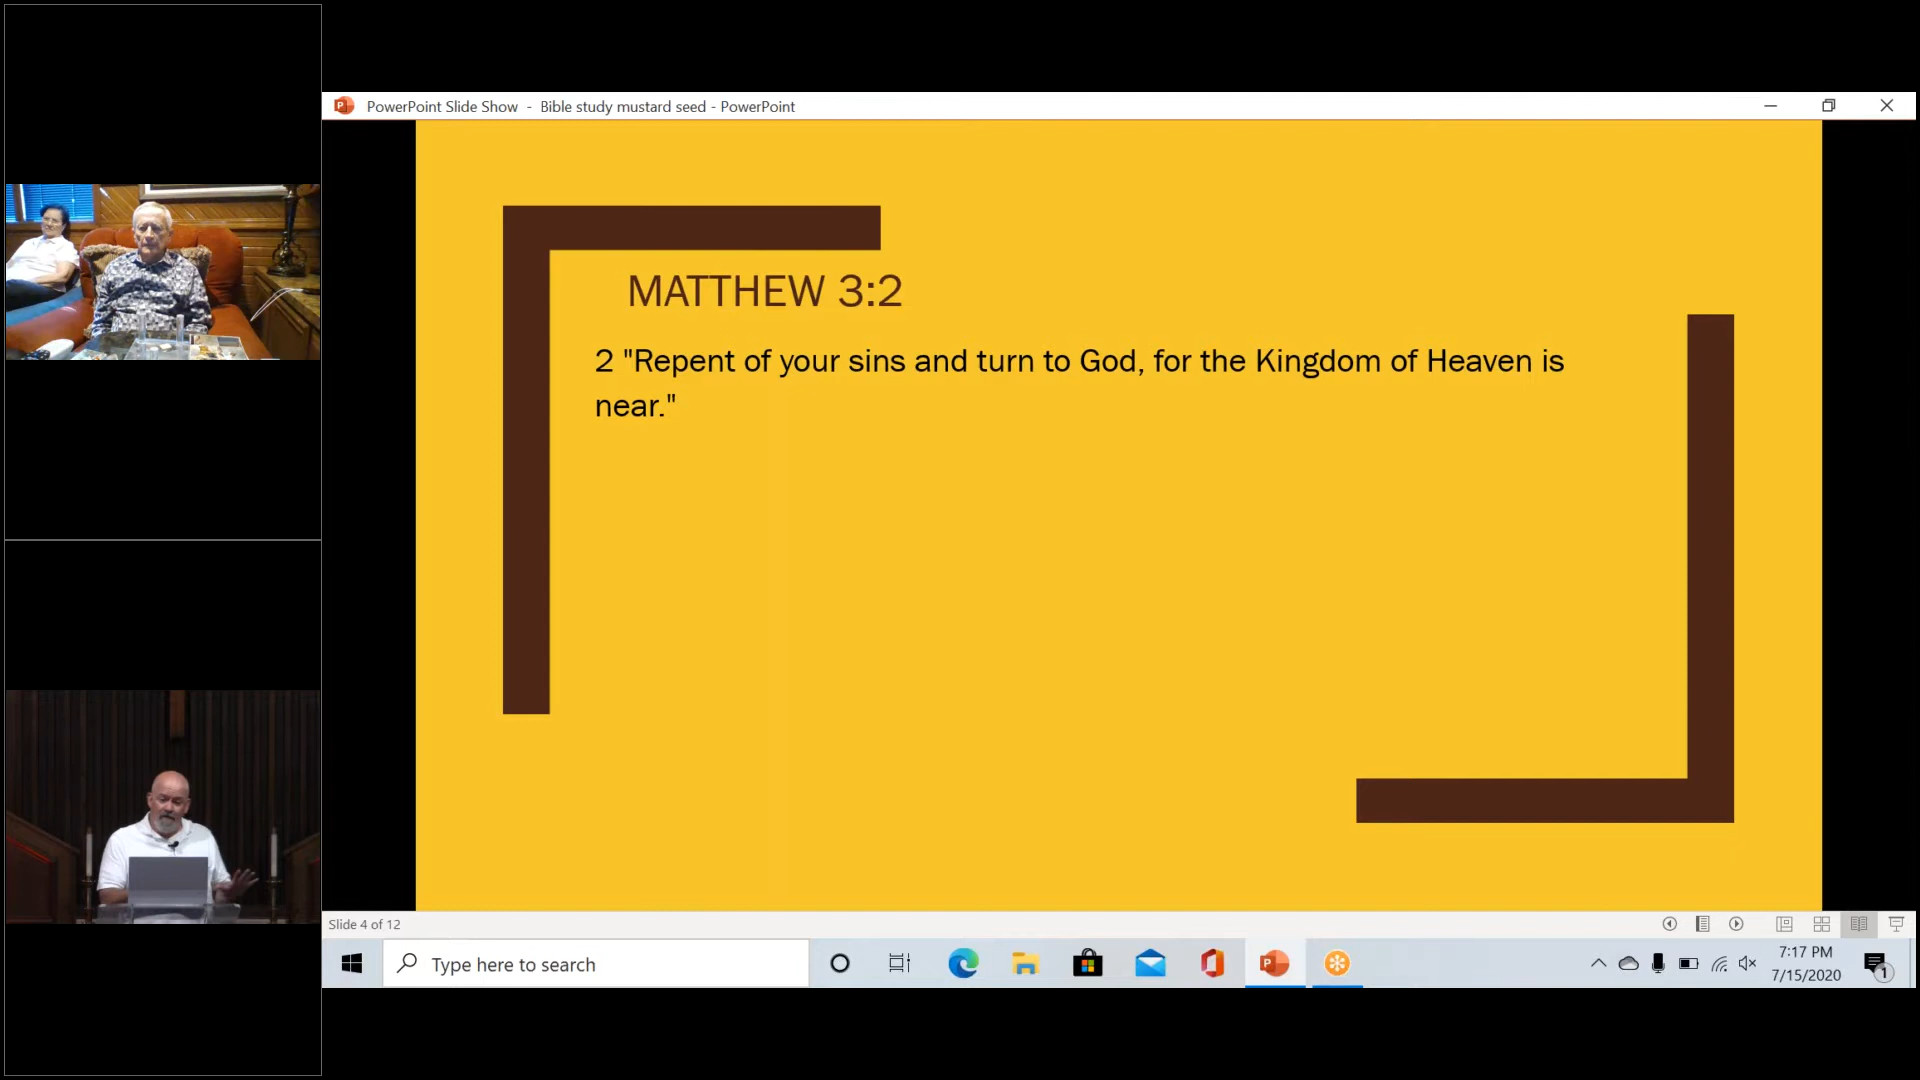 PowerPoint Slide Show - Bible study mustard seed - PowerPoint
MATTHEW 3:2
2 "Repent of your sins and turn to God, for the Kingdom of Heaven is
near."
Slide 4 of 12
Type here to search
7:17 PM
7/15/2020
1